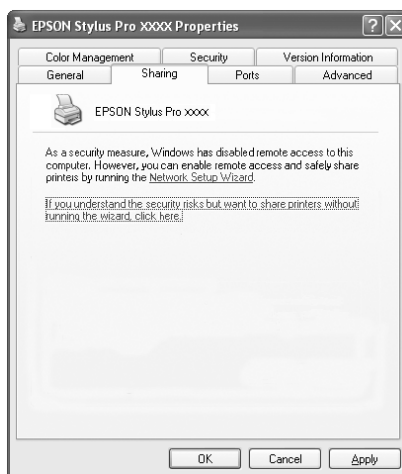 EPSON Stylus Pro XXXX Properties
Color Management Security Version Information
General Sharing Ports Advanced
EPSON Stylus Pro xxxx
As a security measure, Windows has disabled remote access to this
computer. However, you can enable remote access and safely share
printers by running the Network Setup Wizard.
If you understand the security risks but want to share printers without
running the wizard, click here.
OK Cancel Apply